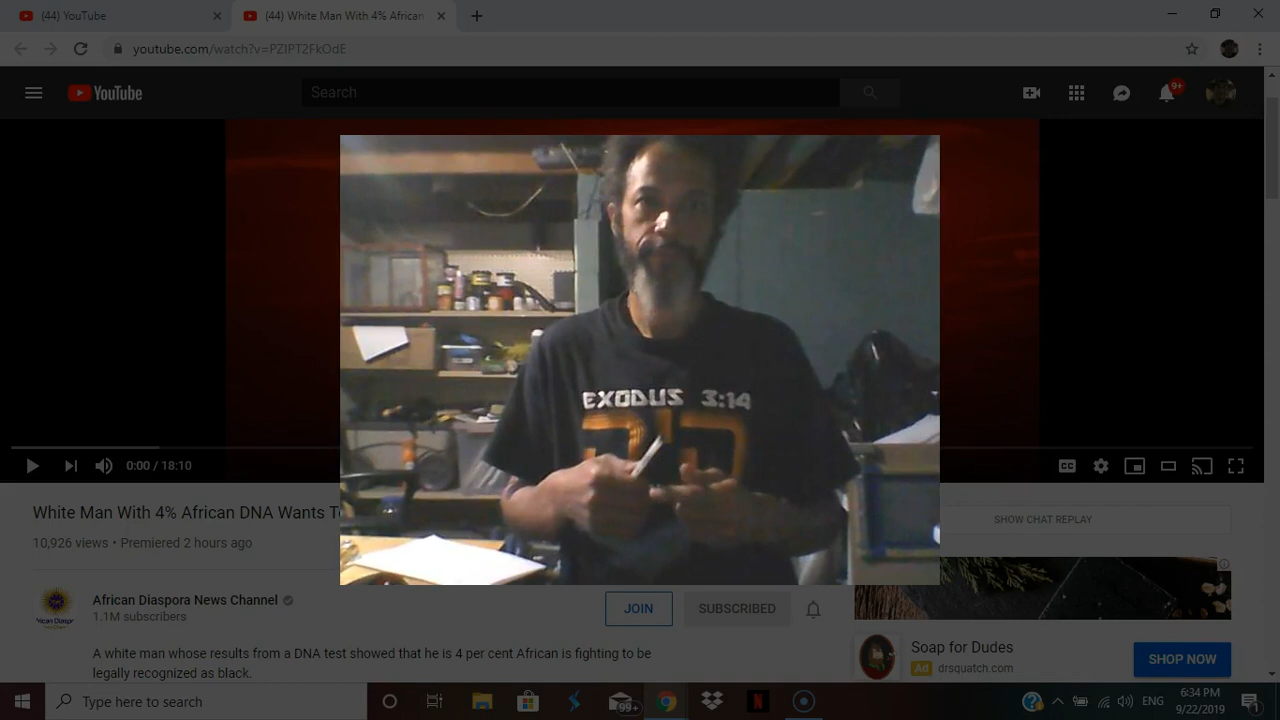 (44) YouTube
(44) White Man With 4% African
youtube.com/watch?v=PZIPT2FkOdE
YouTube
Search
9+
EXODUS 3:14
0:00 / 18:10
CC
White Man With 4% African DNA Wants T
SHOW CHAT REPLAY
10,926 views • Premiered 2 hours ago
African Diaspora News Channel
1.1M subscribers
JOIN
SUBSCRIBED
A white man whose results from a DNA test showed that he is 4 per cent African is fighting to be
legally recognized as black.
Soap for Dudes
Ad drsquatch.com
SHOP NOW
Type here to search
99+
N
ENG
6:34 PM
9/22/2019
1